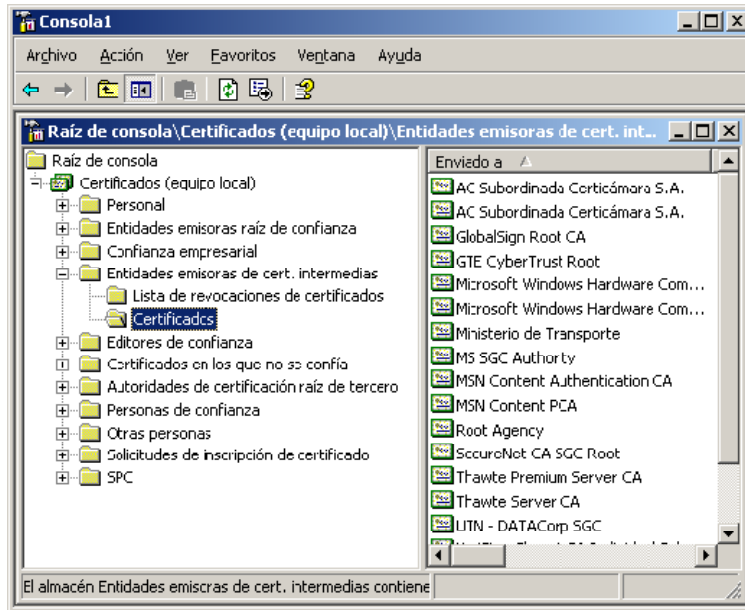 Consola1
Archivo Acción Ver Favoritos Ventana Ayuda
Raíz de consola\Certificados (equipo local)\Entidades emisoras de cert. int...
Raíz de consola
Certificados (equipo local)
Personal
Entidades emisoras raíz de confianza
Confianza empresarial
Entidades emisoras de cert. intermedias
Lista de revocaciones de certificados
Certificados
Editores de confianza
Certificados en los que no se confía
Autoridades de certificación raíz de tercero
Personas de confianza
Otras personas
Solicitudes de inscripción de certificado
SPC
Enviado a
AC Subordinada Certicámara S.A.
AC Subordinada Certicámara S.A.
GlobalSign Root CA
GTE CyberTrust Root
Microsoft Windows Hardware Com...
Microsoft Windows Hardware Com...
Ministerio de Transporte
MS SGC Authority
MSN Content Authentication CA
MSN Content PCA
Root Agency
SecureNet CA SGC Root
Thawte Premium Server CA
Thawte Server CA
UTN - DATACorp SGC
El almacén Entidades emisoras de cert. intermedias contiene